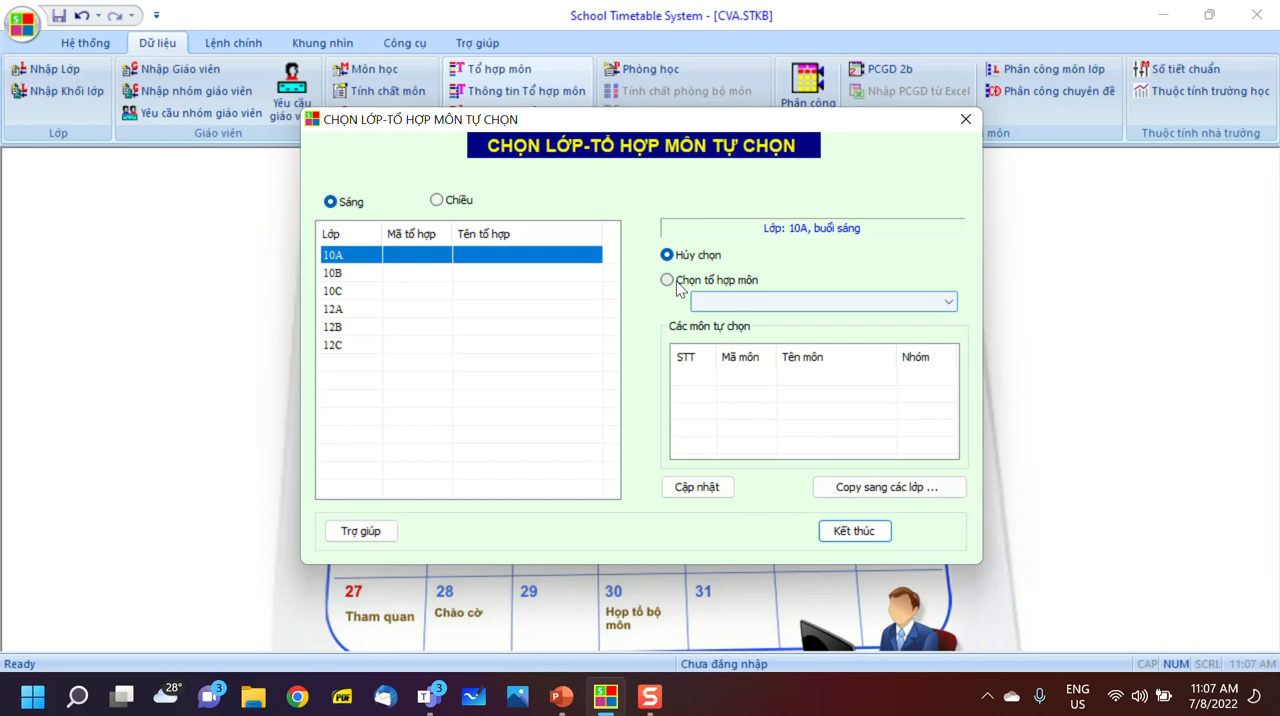 School Timetable System - [CVA.STKB]
Hệ thống
Dữ liệu
Lệnh chính
Khung nhìn
Công cụ
Trợ giúp
Nhập Lớp
Nhập Khối lớp
Lớp
Nhập Giáo viên
Nhập nhóm giáo viên
Yêu cầu nhóm giáo viên
Yêu cầu
giáo
Giáo viên
Môn học
Tính chất môn
Tổ hợp môn
Thông tin Tổ hợp môn
Phòng học
Tính chất phòng bộ môn
Phân công
PCGD 2b
Nhập PCGD từ Excel
Phân công môn lớp
Phân công chuyên đề
môn
Số tiết chuẩn
Thuộc tính trường học
Thuộc tính nhà trường
CHỌN LỚP-TỔ HỢP MÔN TỰ CHỌN
CHỌN LỚP-TỔ HỢP MÔN TỰ CHỌN
Sáng
Chiều
Lớp
Mã tổ hợp
Tên tổ hợp
10A
10B
10C
12A
12B
12C
Lớp: 10A, buổi sáng
Hủy chọn
Chọn tổ hợp môn
Các môn tự chọn
STT
Mã môn
Tên môn
Nhóm
Cập nhật
Copy sang các lớp ...
Trợ giúp
Kết thúc
27
Tham quan
28
Chào cờ
29
30
Họp tổ bộ
môn
31
Ready
Chưa đăng nhập
CAP
NUM
SCRL
11:07 AM
28°
3
PDF
3
ENG
US
11:07 AM
7/8/2022